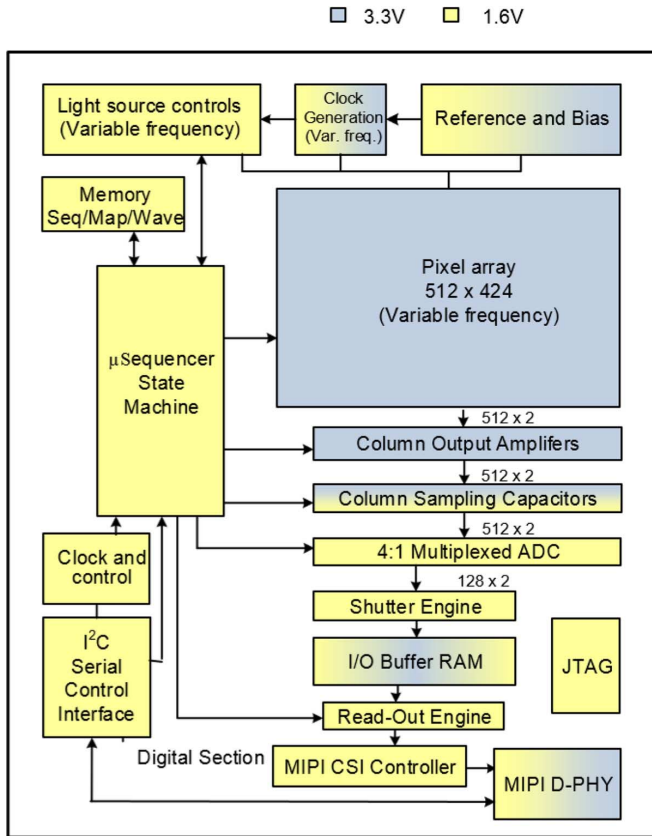 3.3V 1.6V
Light source controls
(Variable frequency)
Clock
Generation
(Var. freq.)
Reference and Bias
Memory
Seq/Map/Wave
Pixel array
512 x 424
(Variable frequency)
µSequencer
State
Machine
512 x 2
Column Output Amplifers
512 x 2
Column Sampling Capacitors
512 x 2
4:1 Multiplexed ADC
128 x 2
Clock and
control
Shutter Engine
I²C
Serial
Control
Interface
I/O Buffer RAM
JTAG
Read-Out Engine
Digital Section
MIPI CSI Controller
MIPI D-PHY